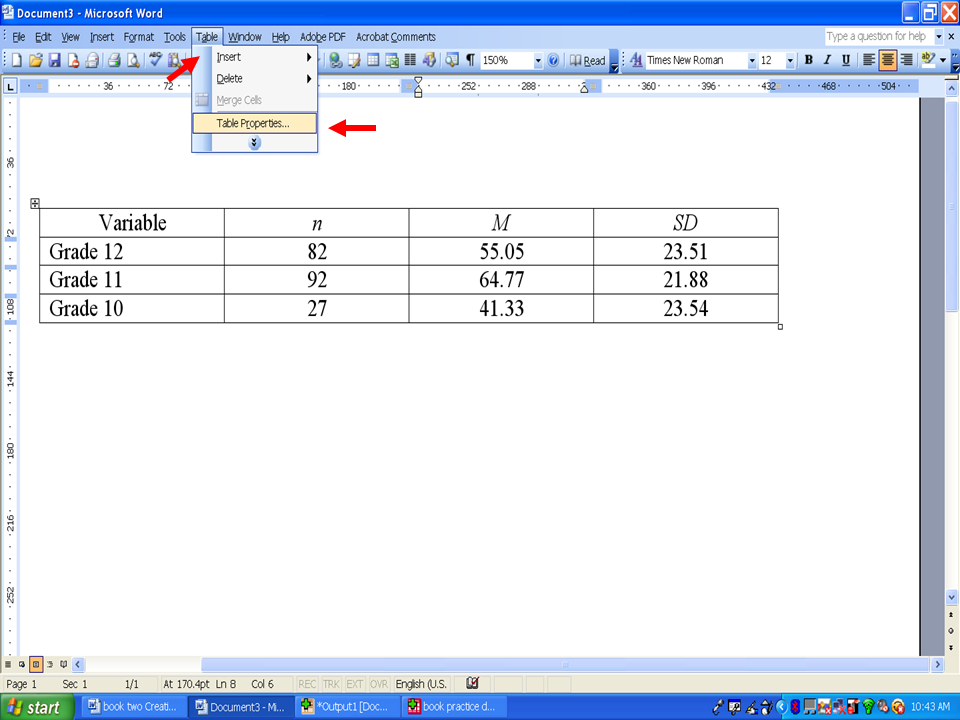 Document3 - Microsoft Word
File Edit View Insert Format Tools Table Window Help Adobe PDF Acrobat Comments Type a question for help
150% Read Times New Roman 12 B I U
Insert
Delete
Merge Cells
Table Properties...
36 72 180 252 288 360 396 432 468 504
36
72
108
144
180
216
252
Variable n M SD
Grade 12 82 55.05 23.51
Grade 11 92 64.77 21.88
Grade 10 27 41.33 23.54
Page 1 Sec 1 1/1 At 170.4pt Ln 8 Col 6 REC TRK EXT OVR English (U.S.
start book two Creati... Document3 - Mi... *Output1 [Doc... book practice d... 10:43 AM